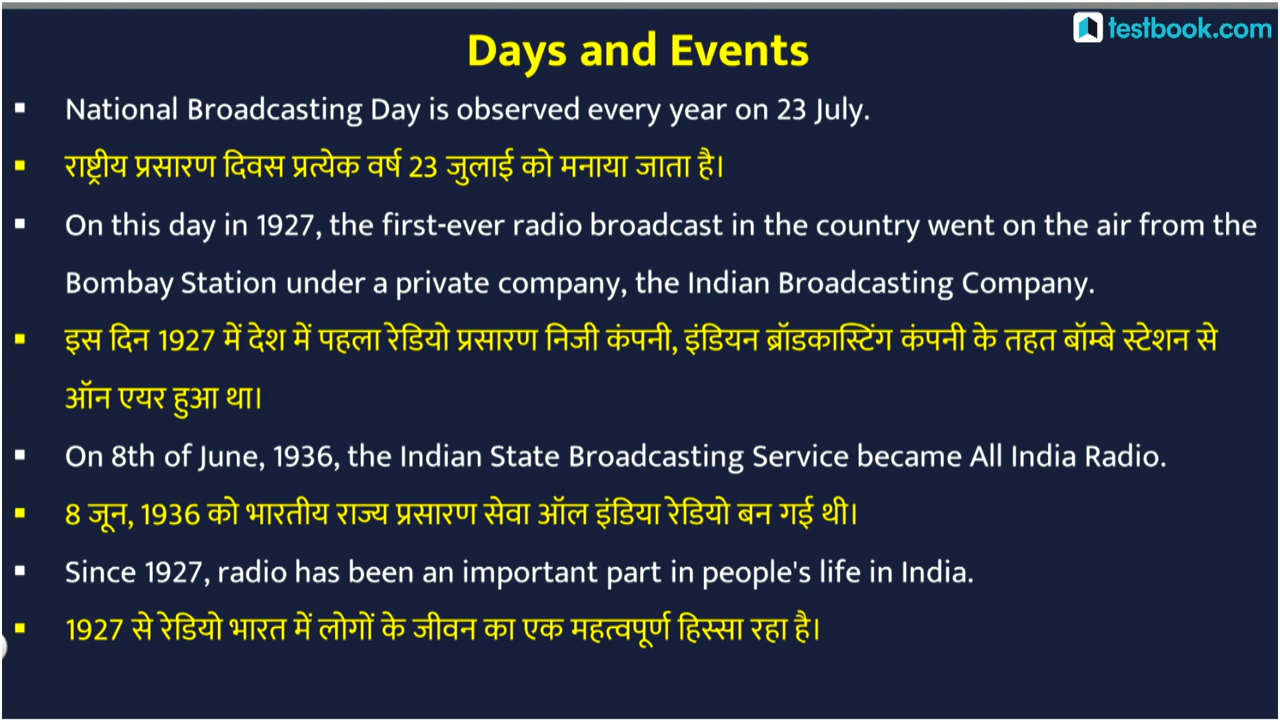 testbook.com
Days and Events
▪ National Broadcasting Day is observed every year on 23 July.
▪ राष्ट्रीय प्रसारण दिवस प्रत्येक वर्ष 23 जुलाई को मनाया जाता है।
▪ On this day in 1927, the first-ever radio broadcast in the country went on the air from the
Bombay Station under a private company, the Indian Broadcasting Company.
▪ इस दिन 1927 में देश में पहला रेडियो प्रसारण निजी कंपनी, इंडियन ब्रॉडकास्टिंग कंपनी के तहत बॉम्बे स्टेशन से
ऑन एयर हुआ था।
▪ On 8th of June, 1936, the Indian State Broadcasting Service became All India Radio.
▪ 8 जून, 1936 को भारतीय राज्य प्रसारण सेवा ऑल इंडिया रेडियो बन गई थी।
▪ Since 1927, radio has been an important part in people's life in India.
▪ 1927 से रेडियो भारत में लोगों के जीवन का एक महत्वपूर्ण हिस्सा रहा है।